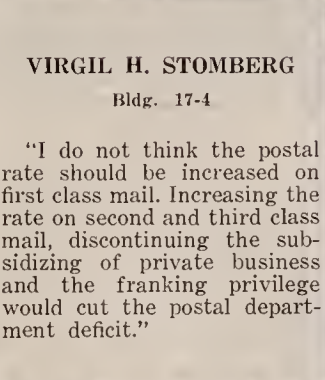 VIRGIL H. STOMBERG
Bldg. 17-4
"I do not think the postal
rate should be increased on
first class mail. Increasing the
rate on second and third class
mail, discontinuing the sub-
sidizing of private business
and the franking privilege
would cut the postal depart-
ment deficit."